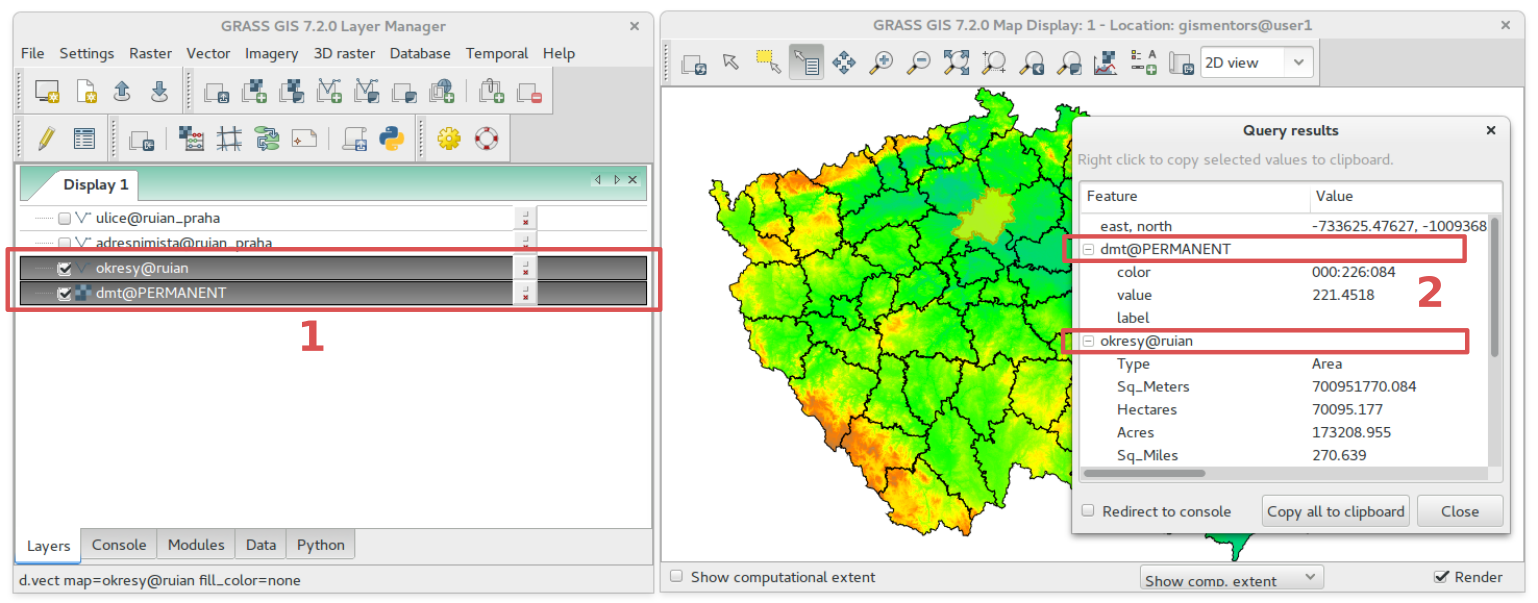 GRASS GIS 7.2.0 Layer Manager
File Settings Raster Vector Imagery 3D raster Database Temporal Help
Display 1
ulice@ruian_praha
adresnimista@ruian_praha
okresy@ruian
dmt@PERMANENT
1
Layers Console Modules Data Python
d.vect map=okresy@ruian fill_color=none
GRASS GIS 7.2.0 Map Display: 1 - Location: gismentors@user1
2D view
Query results
Right click to copy selected values to clipboard.
Feature Value
east, north -733625.47627, -1009368
dmt@PERMANENT
color 000:226:084
value 221.4518
label
2
okresy@ruian
Type Area
Sq_Meters 700951770.084
Hectares 70095.177
Acres 173208.955
Sq_Miles 270.639
Redirect to console Copy all to clipboard Close
Show computational extent Show comp. extent Render